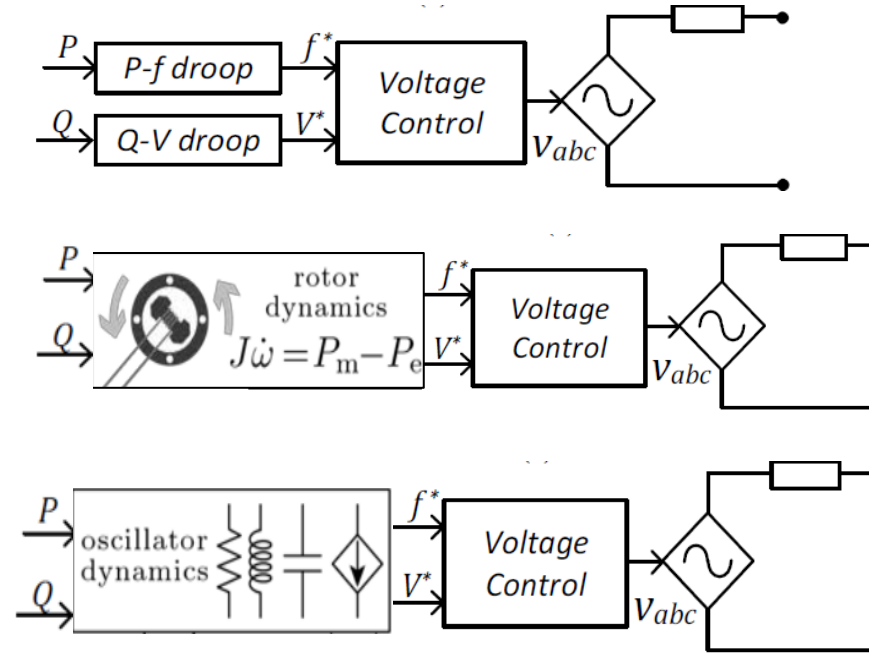 P
P-f droop
f*
Voltage
Control
Q
Q-V droop
V*
v_abc
P
rotor
dynamics
f*
Voltage
Control
Q
Jω̇ = P_m − P_e
V*
v_abc
P
oscillator
dynamics
f*
Voltage
Control
Q
V*
v_abc